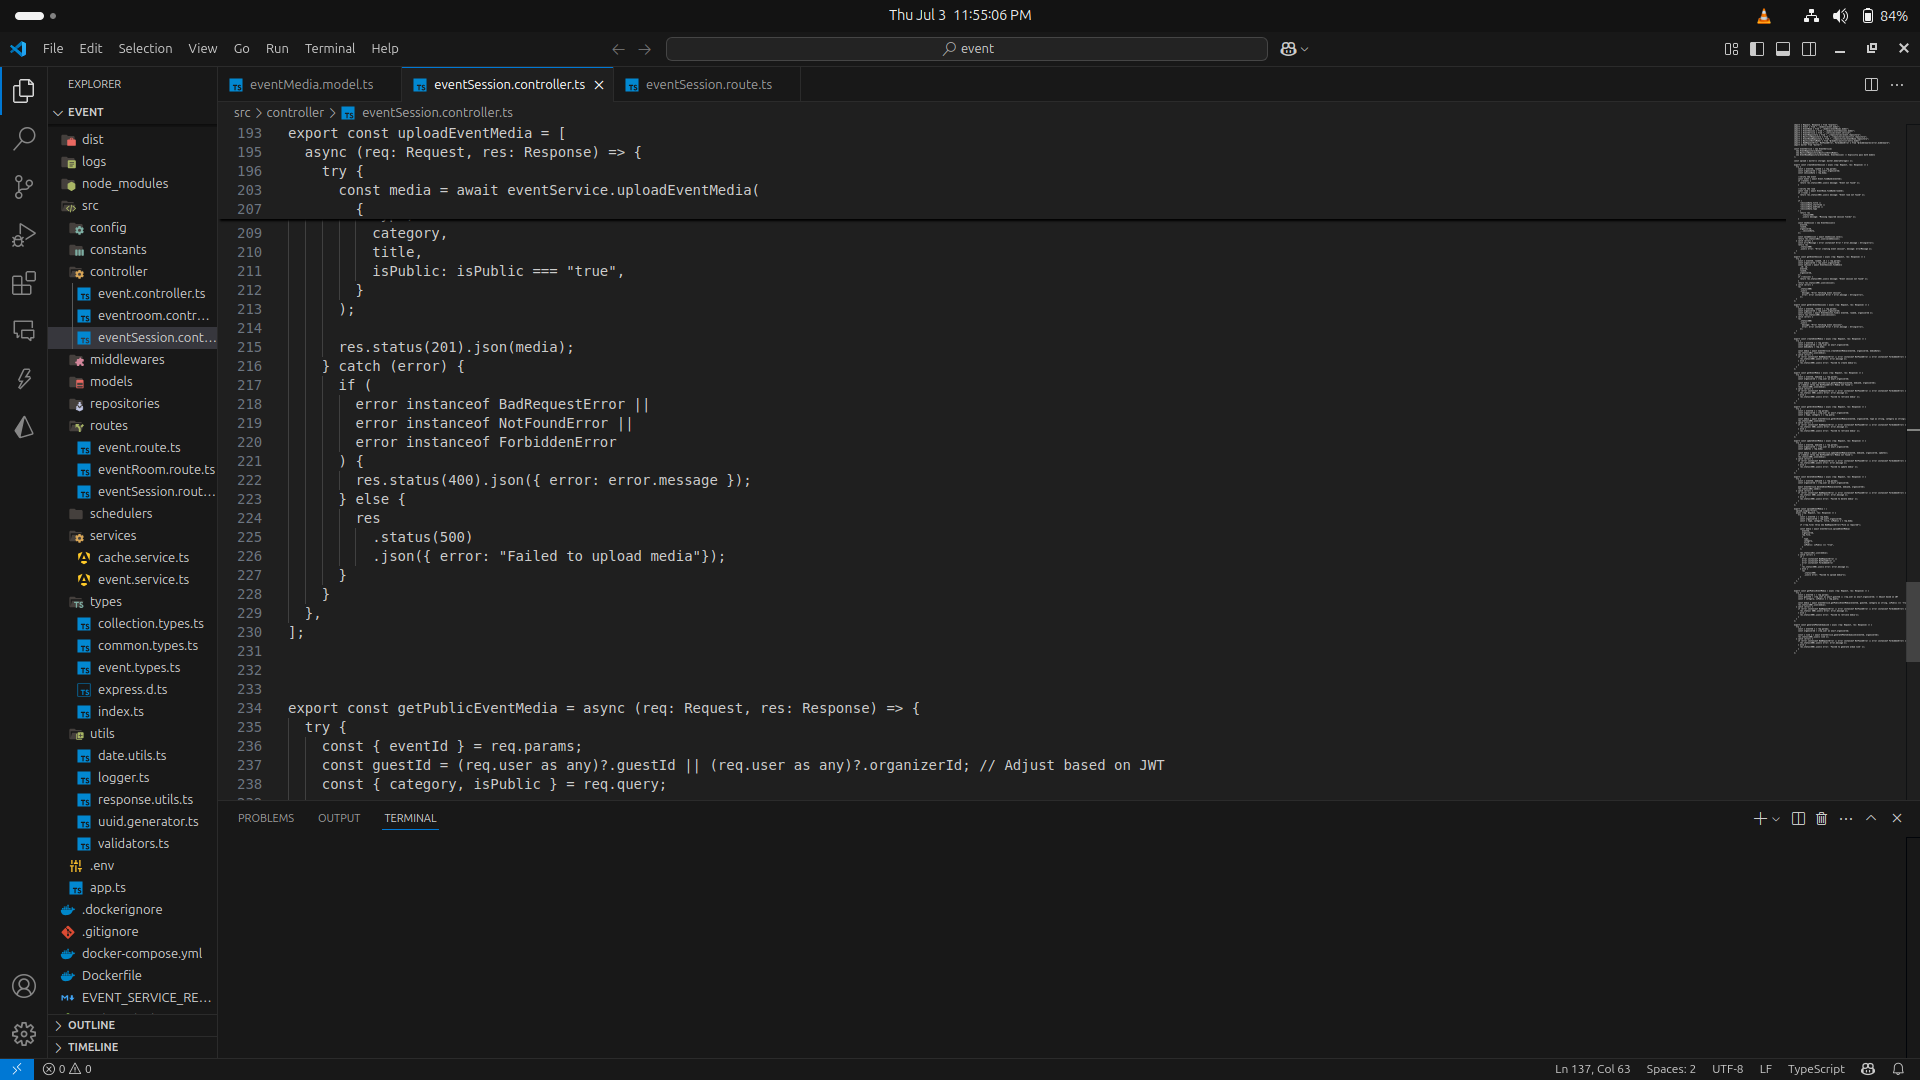 Thu Jul 3 11:55:06 PM
84%
File Edit Selection View Go Run Terminal Help
event
EXPLORER
EVENT
dist
logs
node_modules
src
config
constants
controller
event.controller.ts
eventroom.contr...
eventSession.cont...
middlewares
models
repositories
routes
event.route.ts
eventRoom.route.ts
eventSession.rout...
schedulers
services
cache.service.ts
event.service.ts
types
collection.types.ts
common.types.ts
event.types.ts
express.d.ts
index.ts
utils
date.utils.ts
logger.ts
response.utils.ts
uuid.generator.ts
validators.ts
.env
app.ts
.dockerignore
.gitignore
docker-compose.yml
Dockerfile
EVENT_SERVICE_RE...
OUTLINE
TIMELINE
eventMedia.model.ts eventSession.controller.ts eventSession.route.ts
src > controller > eventSession.controller.ts
193 export const uploadEventMedia = [
195 async (req: Request, res: Response) => {
196 try {
203 const media = await eventService.uploadEventMedia(
207 {
209 category,
210 title,
211 isPublic: isPublic === "true",
212 }
213 );
214
215 res.status(201).json(media);
216 } catch (error) {
217 if (
218 error instanceof BadRequestError ||
219 error instanceof NotFoundError ||
220 error instanceof ForbiddenError
221 ) {
222 res.status(400).json({ error: error.message });
223 } else {
224 res
225 .status(500)
226 .json({ error: "Failed to upload media"});
227 }
228 }
229 },
230 ];
231
232
233
234 export const getPublicEventMedia = async (req: Request, res: Response) => {
235 try {
236 const { eventId } = req.params;
237 const guestId = (req.user as any)?.guestId || (req.user as any)?.organizerId; // Adjust based on JWT
238 const { category, isPublic } = req.query;
PROBLEMS OUTPUT TERMINAL
0 0
Ln 137, Col 63 Spaces: 2 UTF-8 LF TypeScript